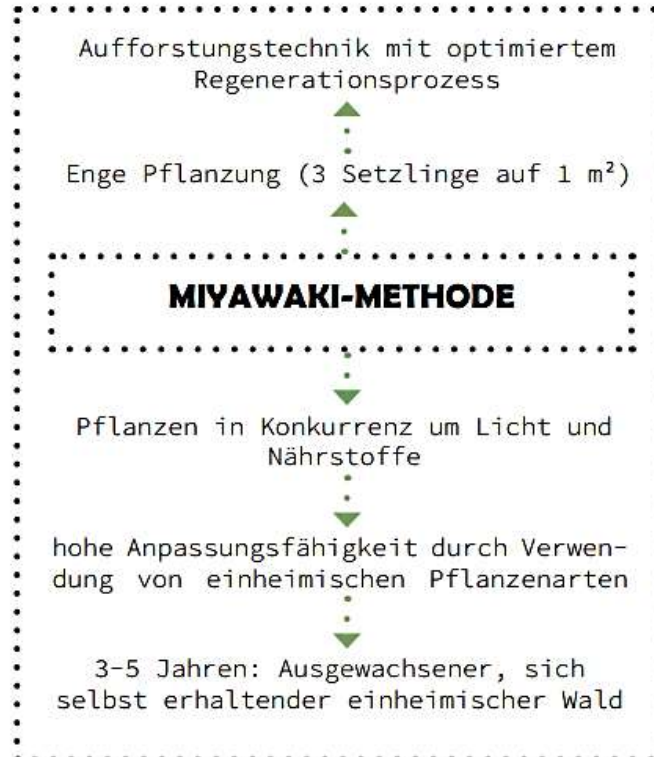 Aufforstungstechnik mit optimiertem
Regenerationsprozess
Enge Pflanzung (3 Setzlinge auf 1 m²)
MIYAWAKI-METHODE
Pflanzen in Konkurrenz um Licht und
Nährstoffe
hohe Anpassungsfähigkeit durch Verwen-
dung von einheimischen Pflanzenarten
3-5 Jahren: Ausgewachsener, sich
selbst erhaltender einheimischer Wald